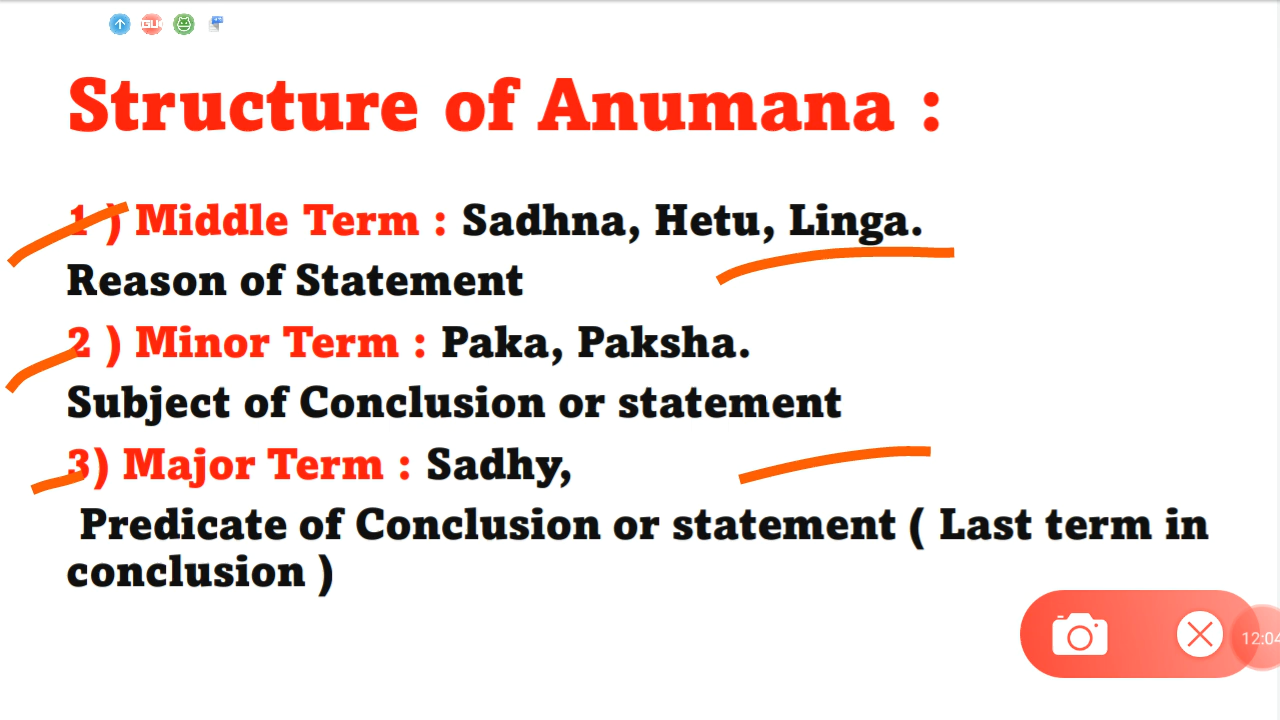 Structure of Anumana :
1 ) Middle Term : Sadhna, Hetu, Linga.
Reason of Statement
2 ) Minor Term : Paka, Paksha.
Subject of Conclusion or statement
3) Major Term : Sadhy,
Predicate of Conclusion or statement ( Last term in
conclusion )
12:04